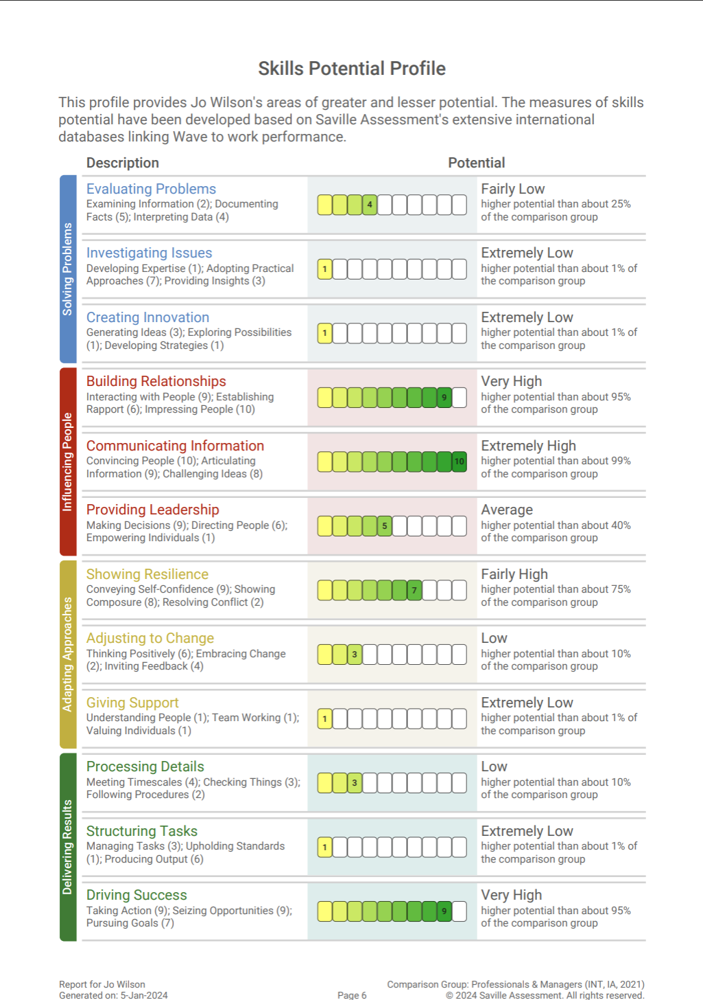 Skills Potential Profile
This profile provides Jo Wilson's areas of greater and lesser potential. The measures of skills
potential have been developed based on Saville Assessment's extensive international
databases linking Wave to work performance.
Description
Potential
Solving Problems
Evaluating Problems
Examining Information (2); Documenting
Facts (5); Interpreting Data (4)
4
Fairly Low
higher potential than about 25%
of the comparison group
Investigating Issues
Developing Expertise (1); Adopting Practical
Approaches (7); Providing Insights (3)
1
Extremely Low
higher potential than about 1% of
the comparison group
Creating Innovation
Generating Ideas (3); Exploring Possibilities
(1); Developing Strategies (1)
1
Extremely Low
higher potential than about 1% of
the comparison group
Influencing People
Building Relationships
Interacting with People (9); Establishing
Rapport (6); Impressing People (10)
9
Very High
higher potential than about 95%
of the comparison group
Communicating Information
Convincing People (10); Articulating
Information (9); Challenging Ideas (8)
10
Extremely High
higher potential than about 99%
of the comparison group
Providing Leadership
Making Decisions (9); Directing People (6);
Empowering Individuals (1)
5
Average
higher potential than about 40%
of the comparison group
Adapting Approaches
Showing Resilience
Conveying Self-Confidence (9); Showing
Composure (8); Resolving Conflict (2)
7
Fairly High
higher potential than about 75%
of the comparison group
Adjusting to Change
Thinking Positively (6); Embracing Change
(2); Inviting Feedback (4)
3
Low
higher potential than about 10%
of the comparison group
Giving Support
Understanding People (1); Team Working (1);
Valuing Individuals (1)
1
Extremely Low
higher potential than about 1% of
the comparison group
Delivering Results
Processing Details
Meeting Timescales (4); Checking Things (3);
Following Procedures (2)
3
Low
higher potential than about 10%
of the comparison group
Structuring Tasks
Managing Tasks (3); Upholding Standards
(1); Producing Output (6)
1
Extremely Low
higher potential than about 1% of
the comparison group
Driving Success
Taking Action (9); Seizing Opportunities (9);
Pursuing Goals (7)
9
Very High
higher potential than about 95%
of the comparison group
Report for Jo Wilson
Comparison Group: Professionals & Managers (INT, IA, 2021)
Generated on: 5-Jan-2024
Page 6
© 2024 Saville Assessment. All rights reserved.